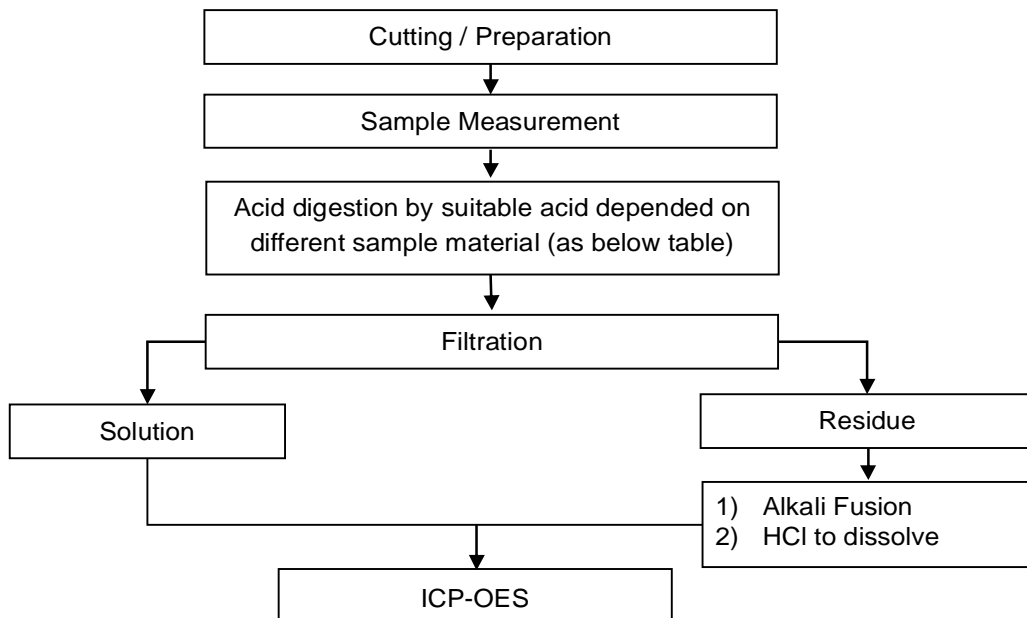 Cutting / Preparation
Sample Measurement
Acid digestion by suitable acid depended on
different sample material (as below table)
Filtration
Solution
Residue
1) Alkali Fusion
2) HCl to dissolve
ICP-OES